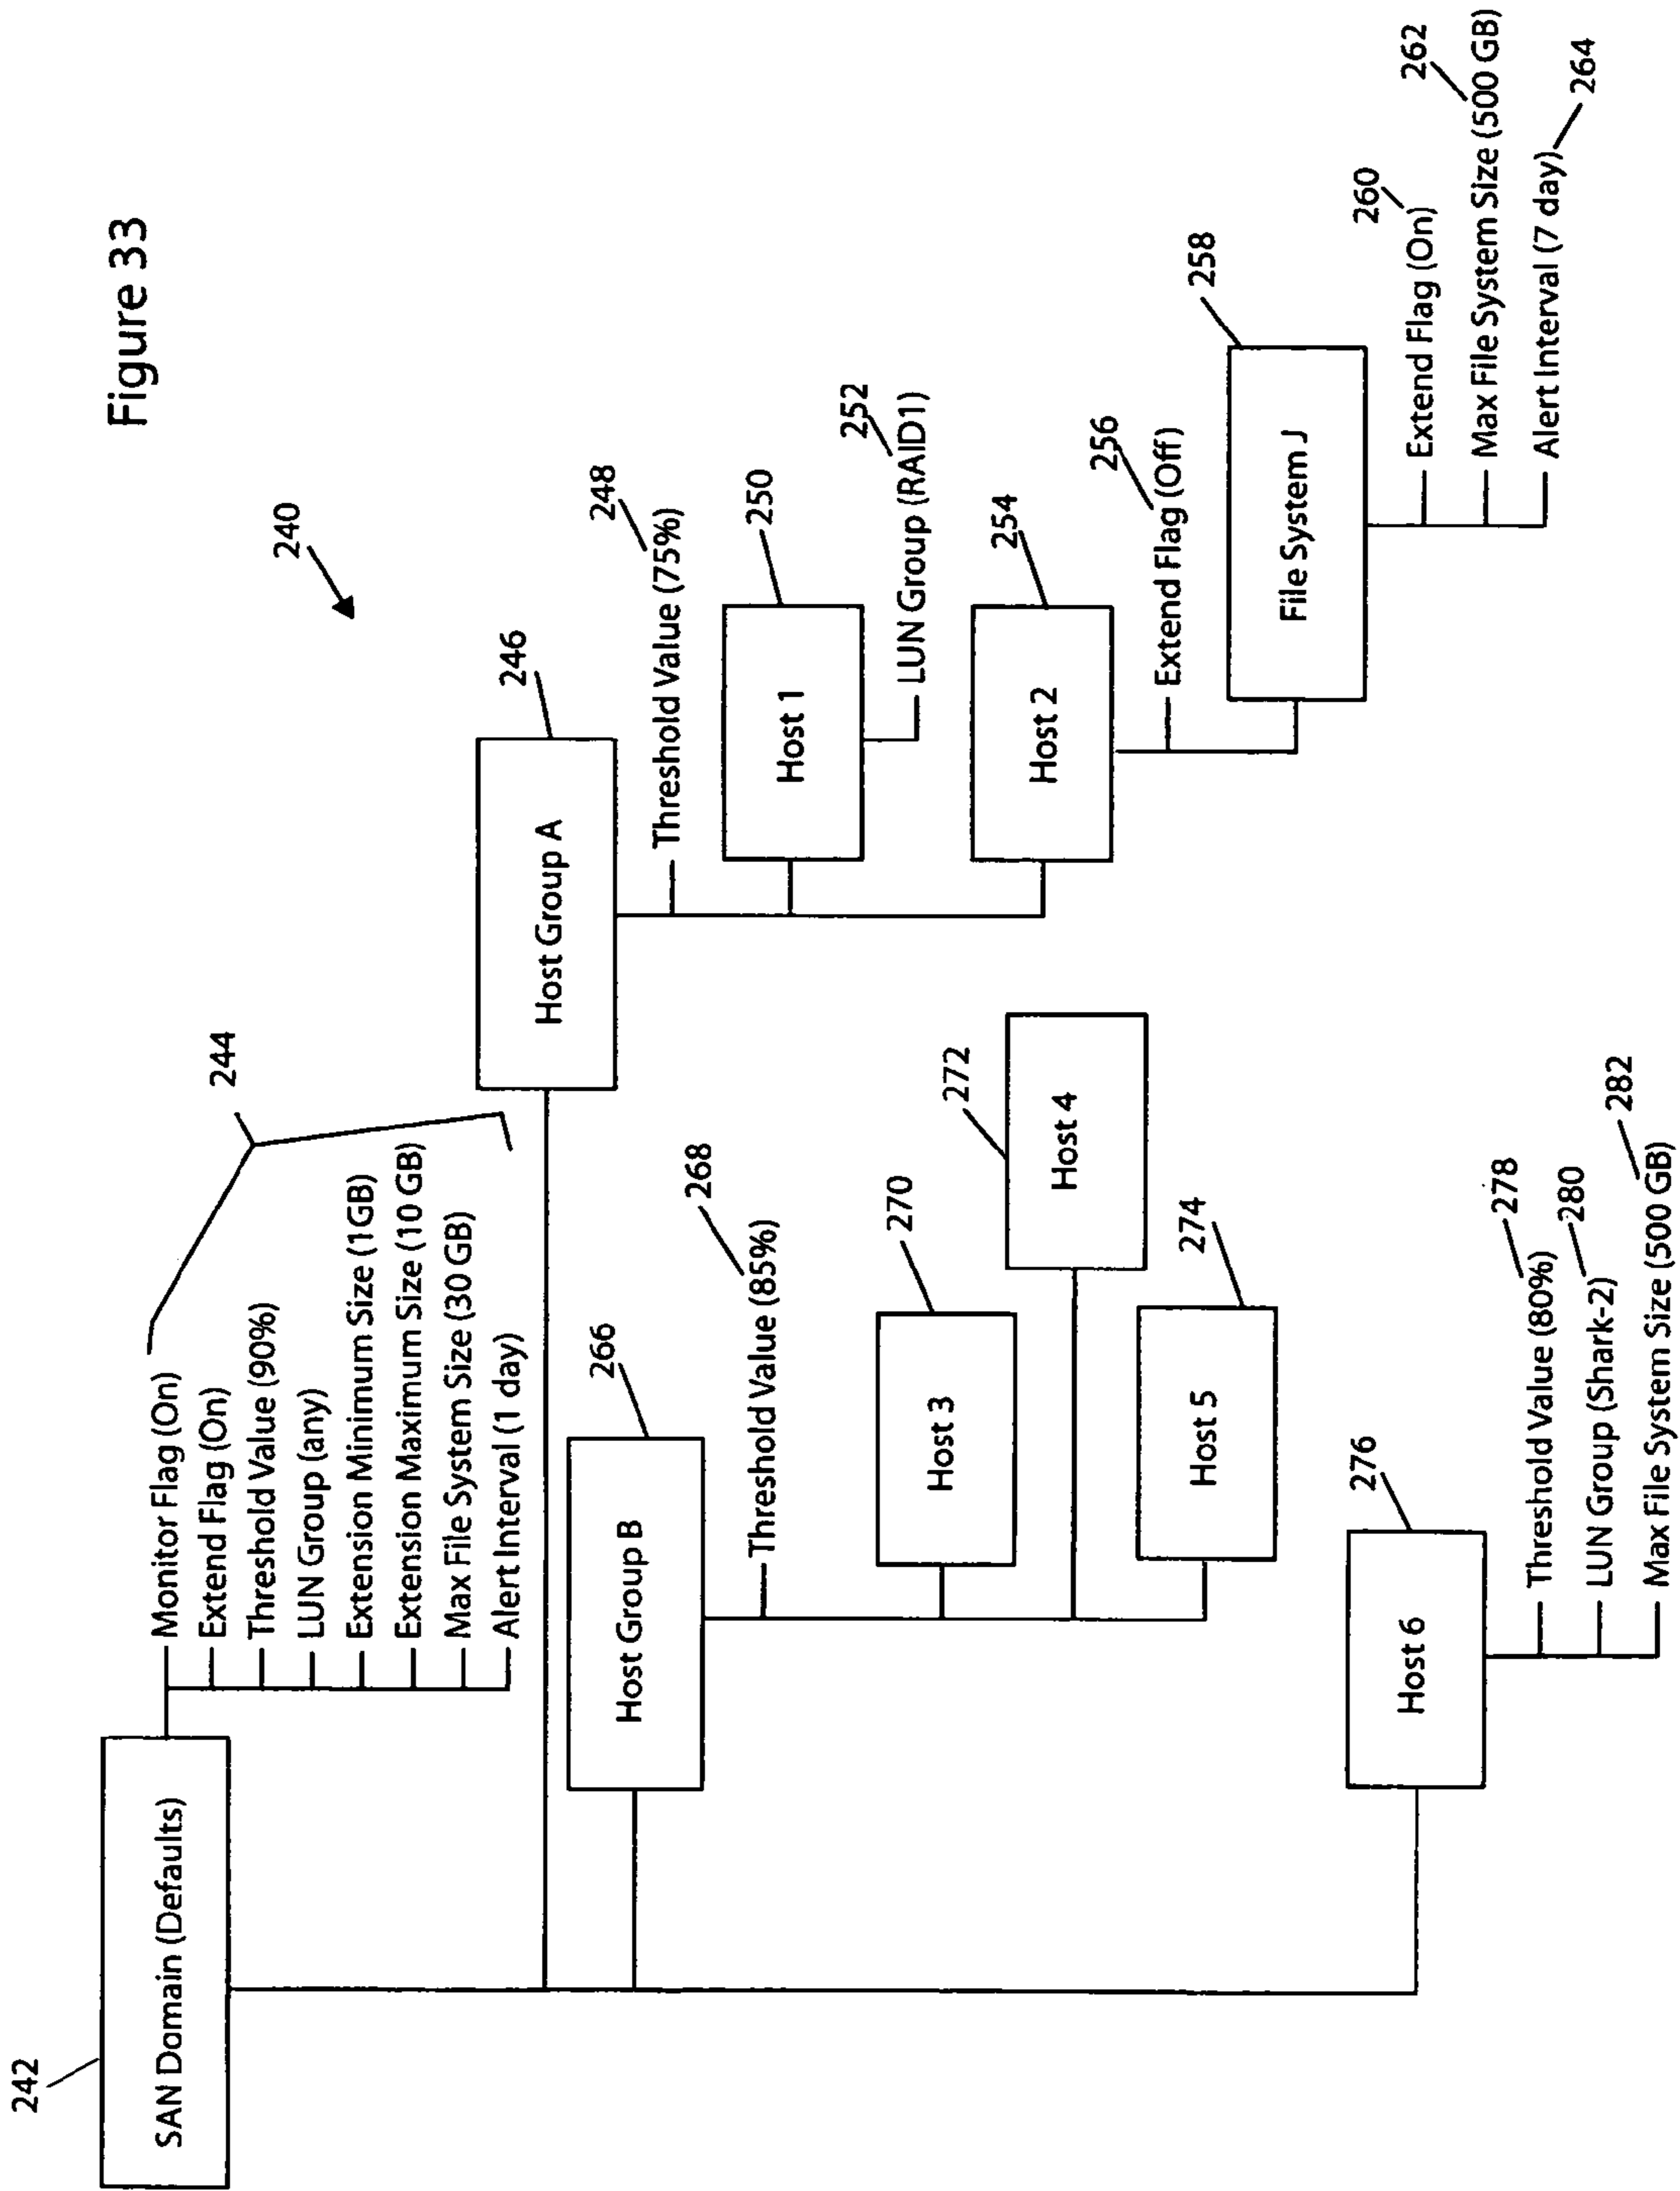 Figure 33
240
242
SAN Domain (Defaults)
Monitor Flag (On)
Extend Flag (On)
Threshold Value (90%)
LUN Group (any)
Extension Minimum Size (1GB)
Extension Maximum Size (10 GB)
Max File System Size (30 GB)
Alert Interval (1 day)
244
246
Host Group A
248
Threshold Value (75%)
250
Host 1
252
LUN Group (RAID1)
254
Host 2
256
Extend Flag (Off)
258
File System J
260
Extend Flag (On)
262
Max File System Size (500 GB)
Alert Interval (7 day)
264
266
Host Group B
268
Threshold Value (85%)
270
Host 3
272
Host 4
274
Host 5
276
Host 6
278
Threshold Value (80%)
280
LUN Group (Shark-2)
282
Max File System Size (500 GB)